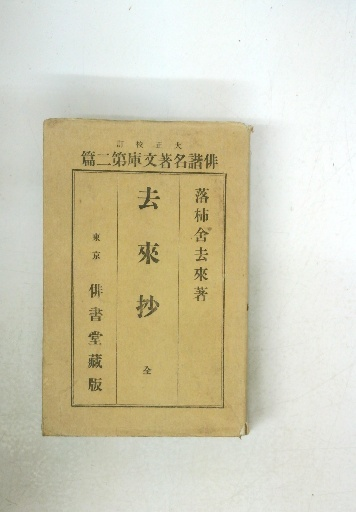 大正校訂
俳諧名著文庫第二篇
落柿舍去來著
去來抄
全
東京
俳書堂藏版